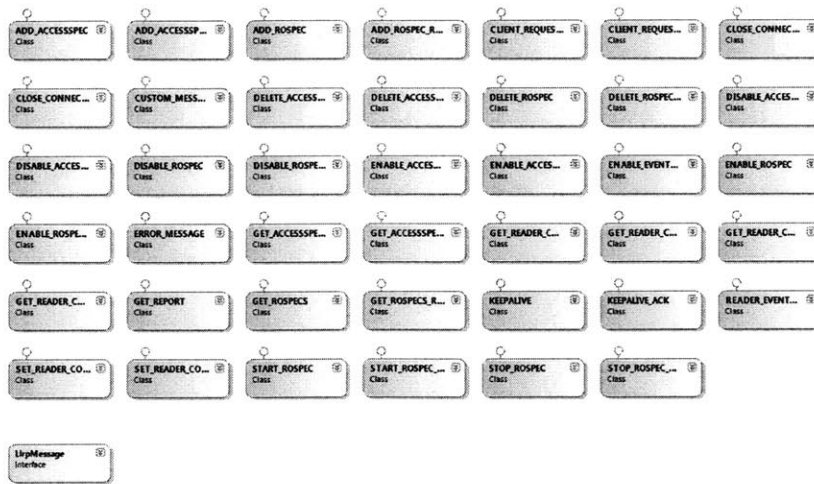 ADD_ACCESSSPEC ADD_ACCESSSP... ADD_ROSPEC ADD_ROSPEC_R... CLIENT_REQUES... CLIENT_REQUES... CLOSE_CONNEC...
Class Class Class Class Class Class Class
CLOSE_CONNEC... CUSTOM_MESS... DELETE_ACCESS... DELETE_ACCESS... DELETE_ROSPEC DELETE_ROSPEC... DISABLE_ACCES...
Class Class Class Class Class Class Class
DISABLE_ACCES... DISABLE_ROSPEC DISABLE_ROSPE... ENABLE_ACCES... ENABLE_ACCES... ENABLE_EVENT... ENABLE_ROSPEC
Class Class Class Class Class Class Class
ENABLE_ROSPE... ERROR_MESSAGE GET_ACCESSSPE... GET_ACCESSSPE... GET_READER_C... GET_READER_C... GET_READER_C...
Class Class Class Class Class Class Class
GET_READER_C... GET_REPORT GET_ROSPECS GET_ROSPECS_R... KEEPALIVE KEEPALIVE_ACK READER_EVENT...
Class Class Class Class Class Class Class
SET_READER_CO... SET_READER_CO... START_ROSPEC START_ROSPEC_... STOP_ROSPEC STOP_ROSPEC_...
Class Class Class Class Class Class
LlrpMessage
Interface